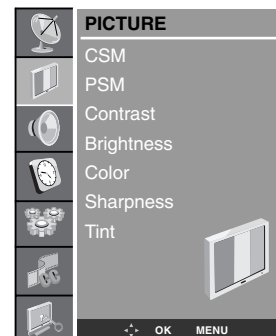 PICTURE
CSM
PSM
Contrast
Brightness
Color
Sharpness
Tint
OK MENU